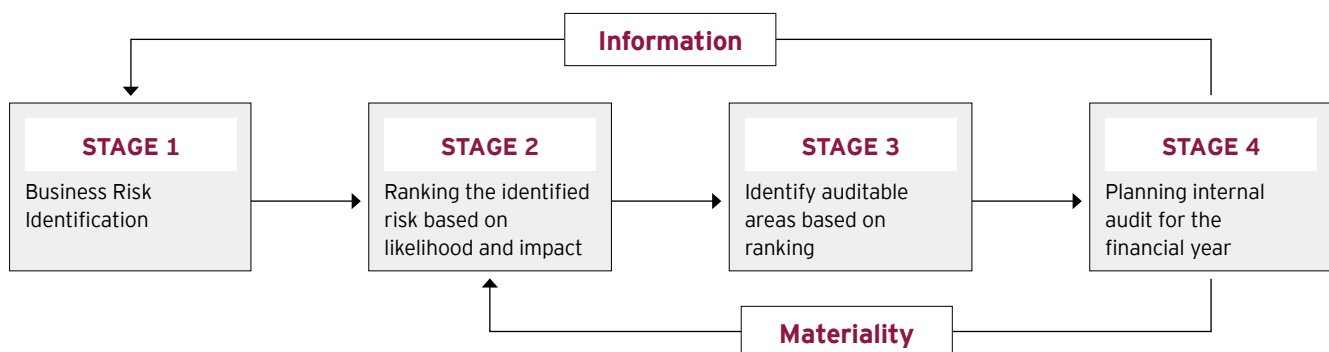 Information
STAGE 1
Business Risk
Identification
STAGE 2
Ranking the identified
risk based on
likelihood and impact
STAGE 3
Identify auditable
areas based on
ranking
STAGE 4
Planning internal
audit for the
financial year
Materiality